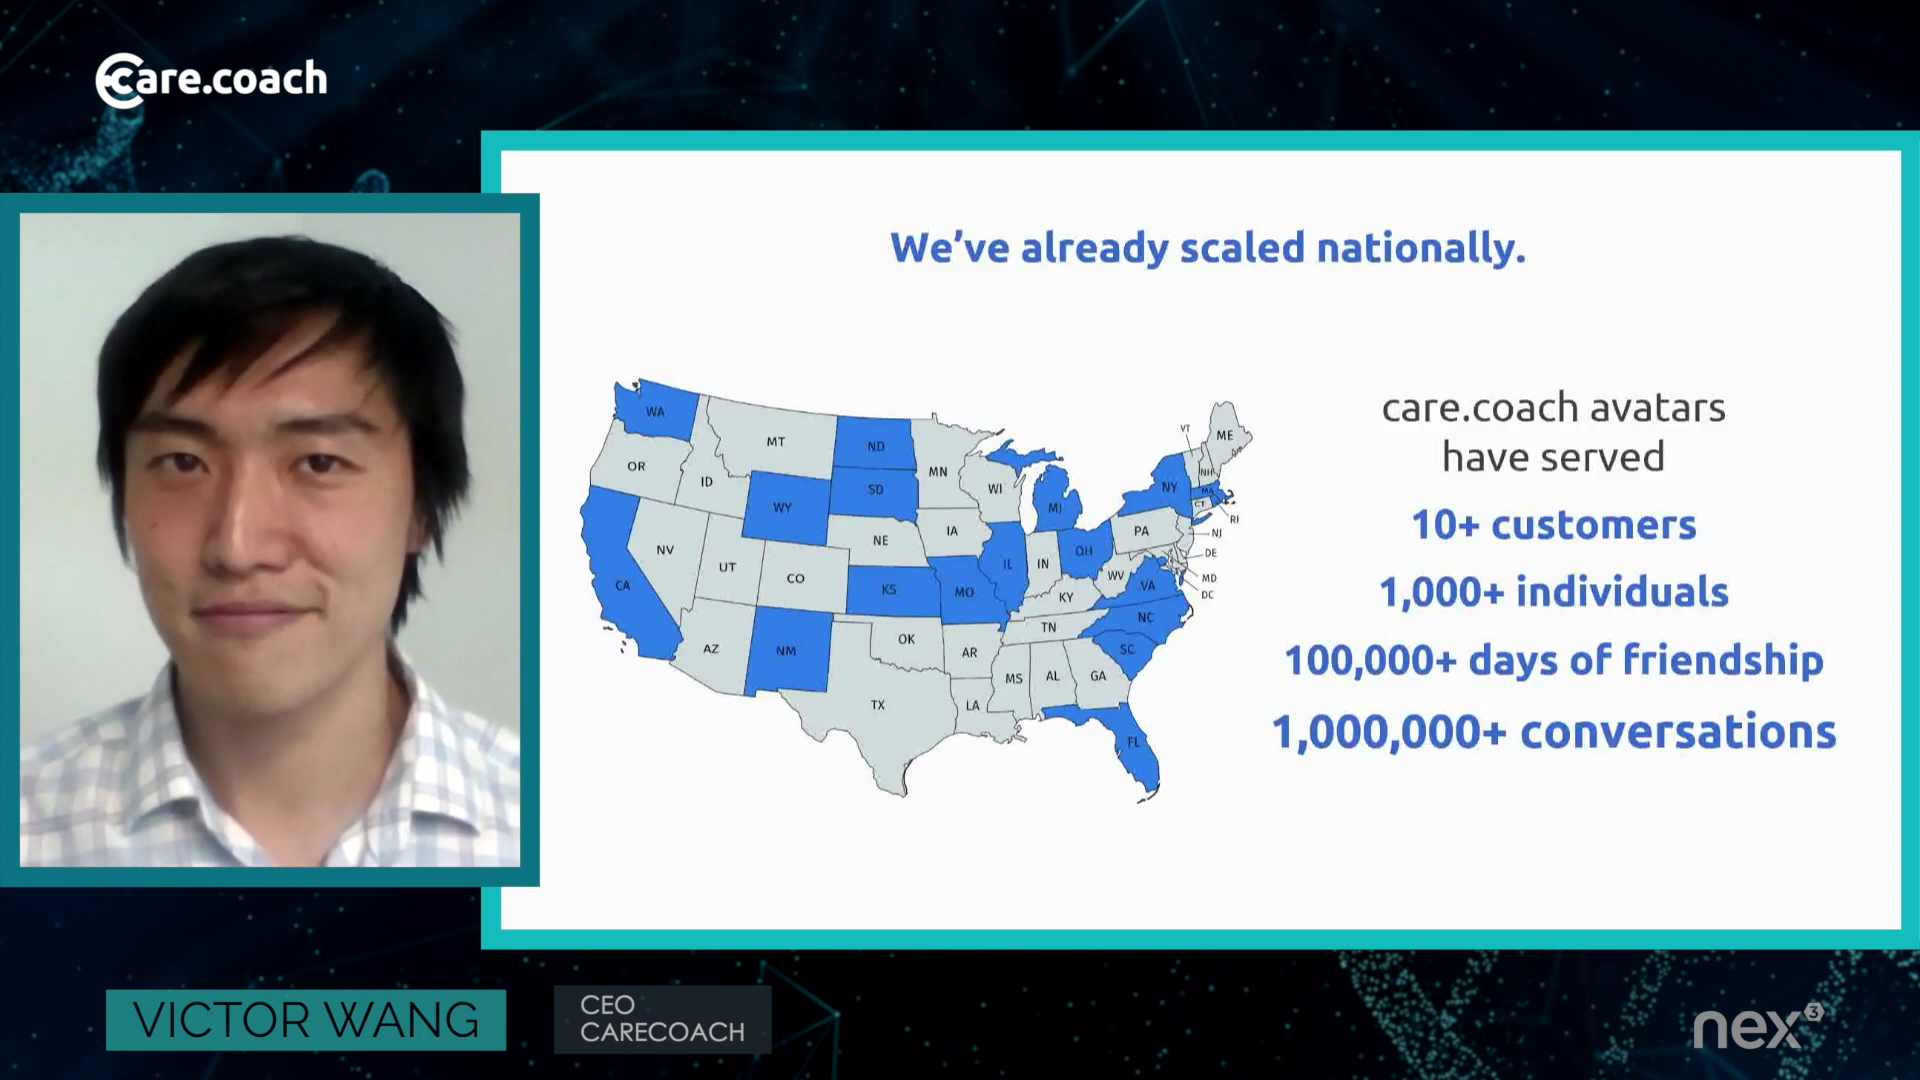 care.coach
We've already scaled nationally.
WA
MT
ND
MN
OR
ID
WY
SD
WI
MI
NY
VT
ME
NH
MA
CT
RI
NV
UT
CO
NE
IA
IL
IN
OH
PA
NJ
DE
MD
DC
CA
KS
MO
KY
WV
VA
AZ
NM
OK
AR
TN
NC
SC
TX
LA
MS
AL
GA
FL
care.coach avatars
have served
10+ customers
1,000+ individuals
100,000+ days of friendship
1,000,000+ conversations
VICTOR WANG
CEO
CARECOACH
nex3